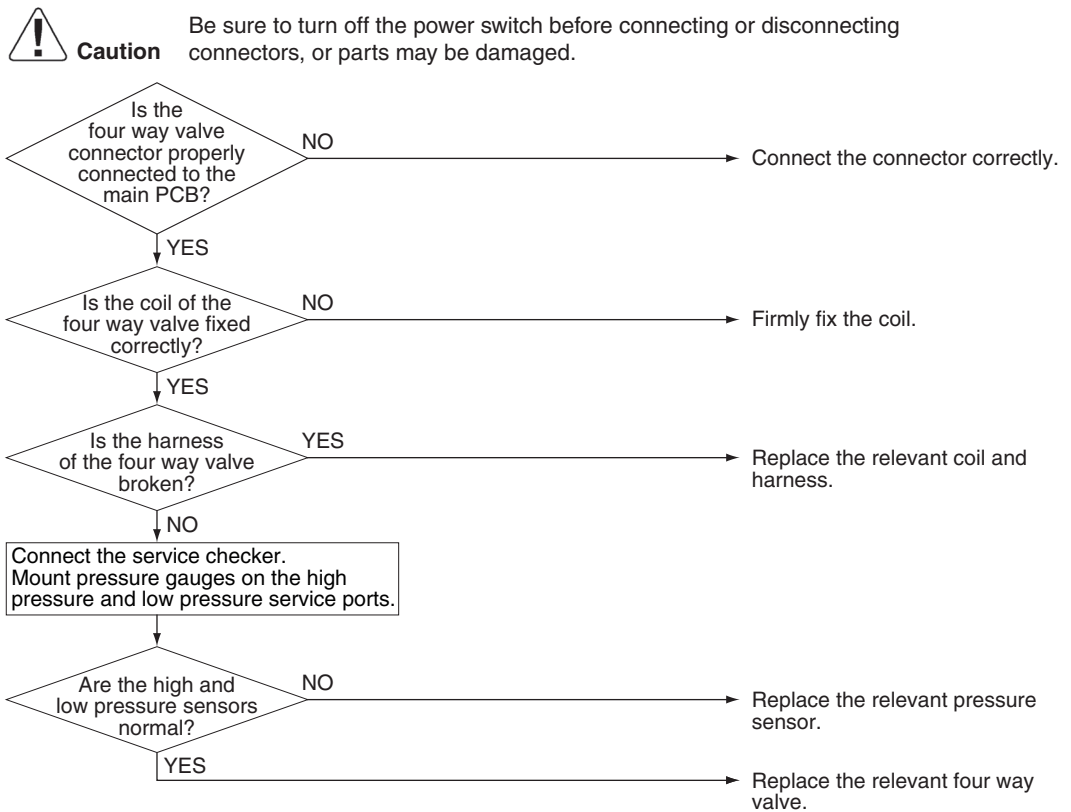 Be sure to turn off the power switch before connecting or disconnecting
Caution connectors, or parts may be damaged.
Is the
four way valve
connector properly
connected to the
main PCB?
NO
Connect the connector correctly.
YES
Is the coil of the
four way valve fixed
correctly?
NO
Firmly fix the coil.
YES
Is the harness
of the four way valve
broken?
YES
Replace the relevant coil and
harness.
NO
Connect the service checker.
Mount pressure gauges on the high
pressure and low pressure service ports.
Are the high and
low pressure sensors
normal?
NO
Replace the relevant pressure
sensor.
YES
Replace the relevant four way
valve.